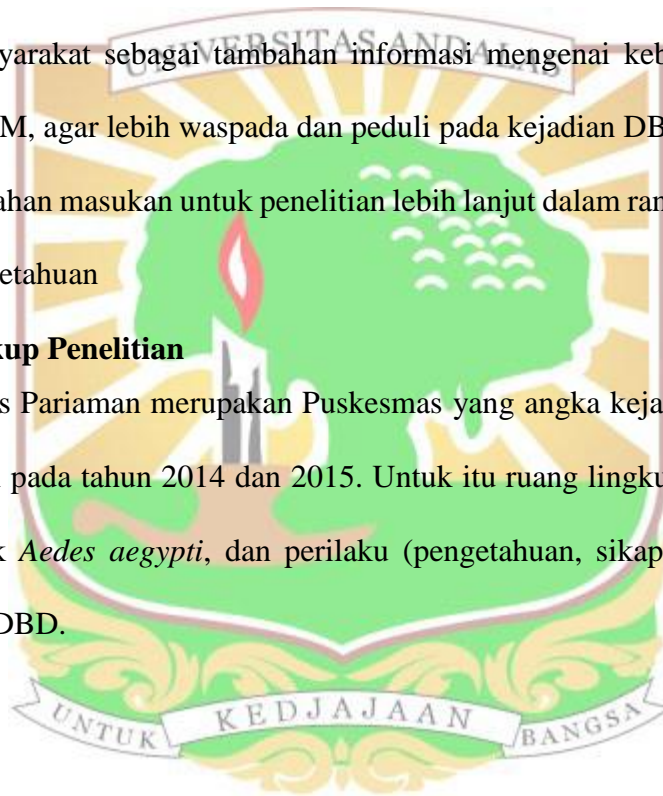 UNIVERSITAS ANDALAS
yarakat sebagai tambahan informasi mengenai keb
M, agar lebih waspada dan peduli pada kejadian DB
ahan masukan untuk penelitian lebih lanjut dalam ran
etahuan
kup Penelitian
s Pariaman merupakan Puskesmas yang angka keja
pada tahun 2014 dan 2015. Untuk itu ruang lingku
k Aedes aegypti, dan perilaku (pengetahuan, sikap
DBD.
UNTUK KEDJAJAAN BANGSA